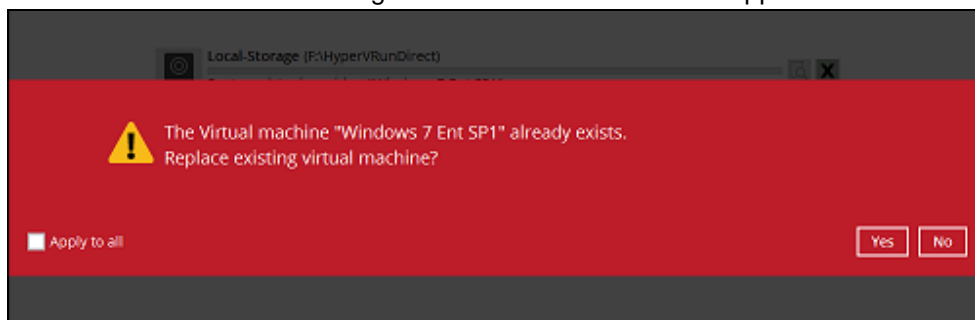 Local-Storage (F:\HyperVRunDirect)
The Virtual machine "Windows 7 Ent SP1" already exists.
Replace existing virtual machine?
Apply to all
Yes
No